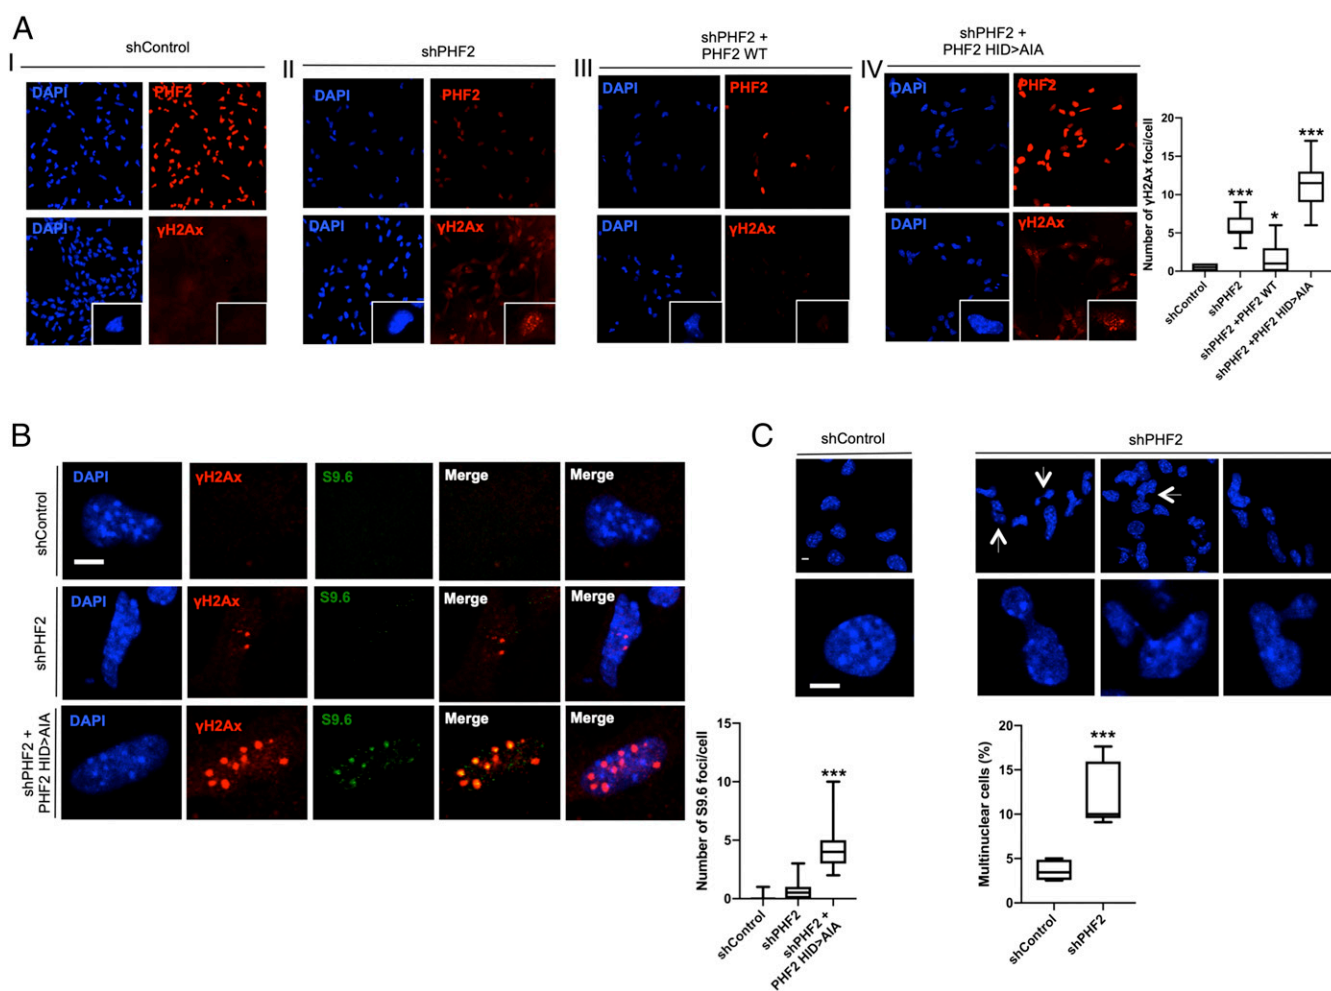 A
shControl
shPHF2
shPHF2 +
PHF2 WT
shPHF2 +
PHF2 HID>AIA
I
II
III
IV
DAPI
PHF2
DAPI
PHF2
DAPI
PHF2
DAPI
PHF2
DAPI
γH2Ax
DAPI
γH2Ax
DAPI
γH2Ax
DAPI
γH2Ax
Number of γH2Ax foci/cell
20
15
10
5
0
***
*
***
shControl
shPHF2
shPHF2 +PHF2 WT
shPHF2 +PHF2 HID>AIA
B
shControl
DAPI
γH2Ax
S9.6
Merge
Merge
shPHF2
DAPI
γH2Ax
S9.6
Merge
Merge
shPHF2 +
PHF2 HID>AIA
DAPI
γH2Ax
S9.6
Merge
Merge
Number of S9.6 foci/cell
15
10
5
0
***
shControl
shPHF2
shPHF2 +
PHF2 HID>AIA
C
shControl
shPHF2
Multinuclear cells (%)
20
15
10
5
0
***
shControl
shPHF2